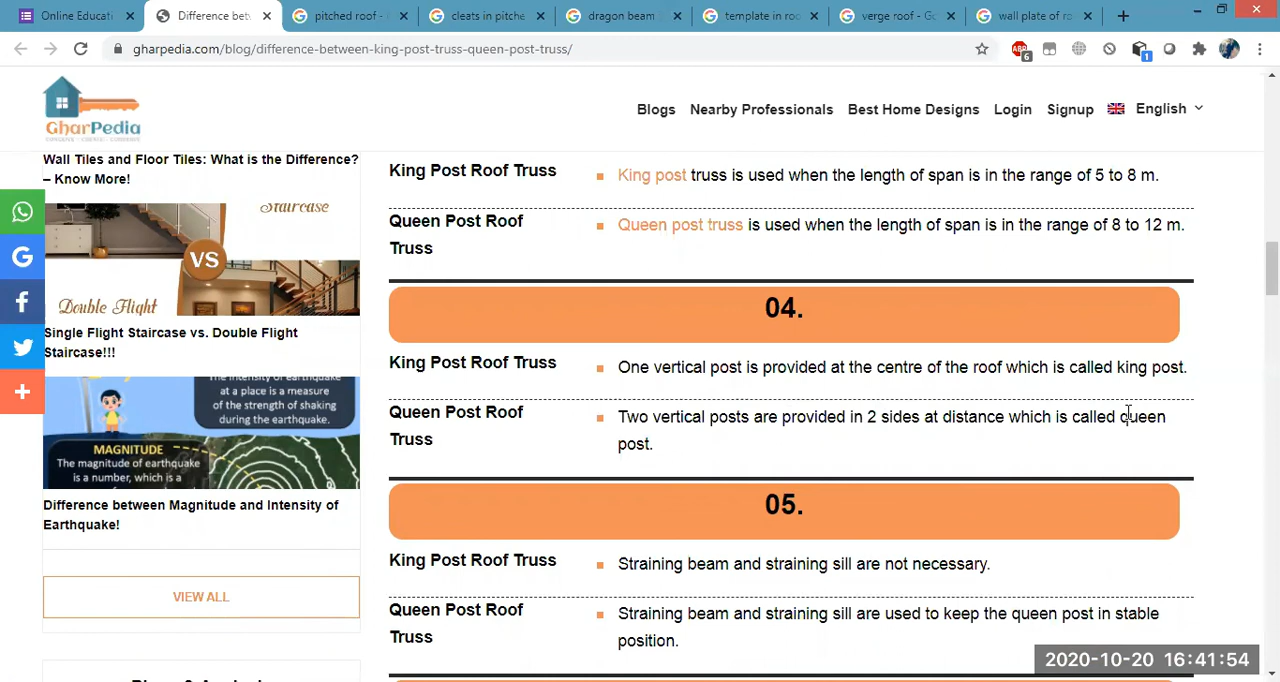 Online Educati
Difference betw
pitched roof -
cleats in pitche
dragon beam
template in roo
verge roof - Go
wall plate of ro
gharpedia.com/blog/difference-between-king-post-truss-queen-post-truss/
ABP
6
1
GharPedia
Blogs
Nearby Professionals
Best Home Designs
Login
Signup
English
Wall Tiles and Floor Tiles: What is the Difference?
– Know More!
Staircase
VS
Double Flight
Single Flight Staircase vs. Double Flight
Staircase!!!
The intensity of earthquake
at a place is a measure
of the strength of shaking
during the earthquake.
MAGNITUDE
The magnitude of earthquake
is a number, which is a
Difference between Magnitude and Intensity of
Earthquake!
VIEW ALL
King Post Roof Truss
King post truss is used when the length of span is in the range of 5 to 8 m.
Queen Post Roof
Truss
Queen post truss is used when the length of span is in the range of 8 to 12 m.
04.
King Post Roof Truss
One vertical post is provided at the centre of the roof which is called king post.
Queen Post Roof
Truss
Two vertical posts are provided in 2 sides at distance which is called queen
post.
05.
King Post Roof Truss
Straining beam and straining sill are not necessary.
Queen Post Roof
Truss
Straining beam and straining sill are used to keep the queen post in stable
position.
2020-10-20 16:41:54